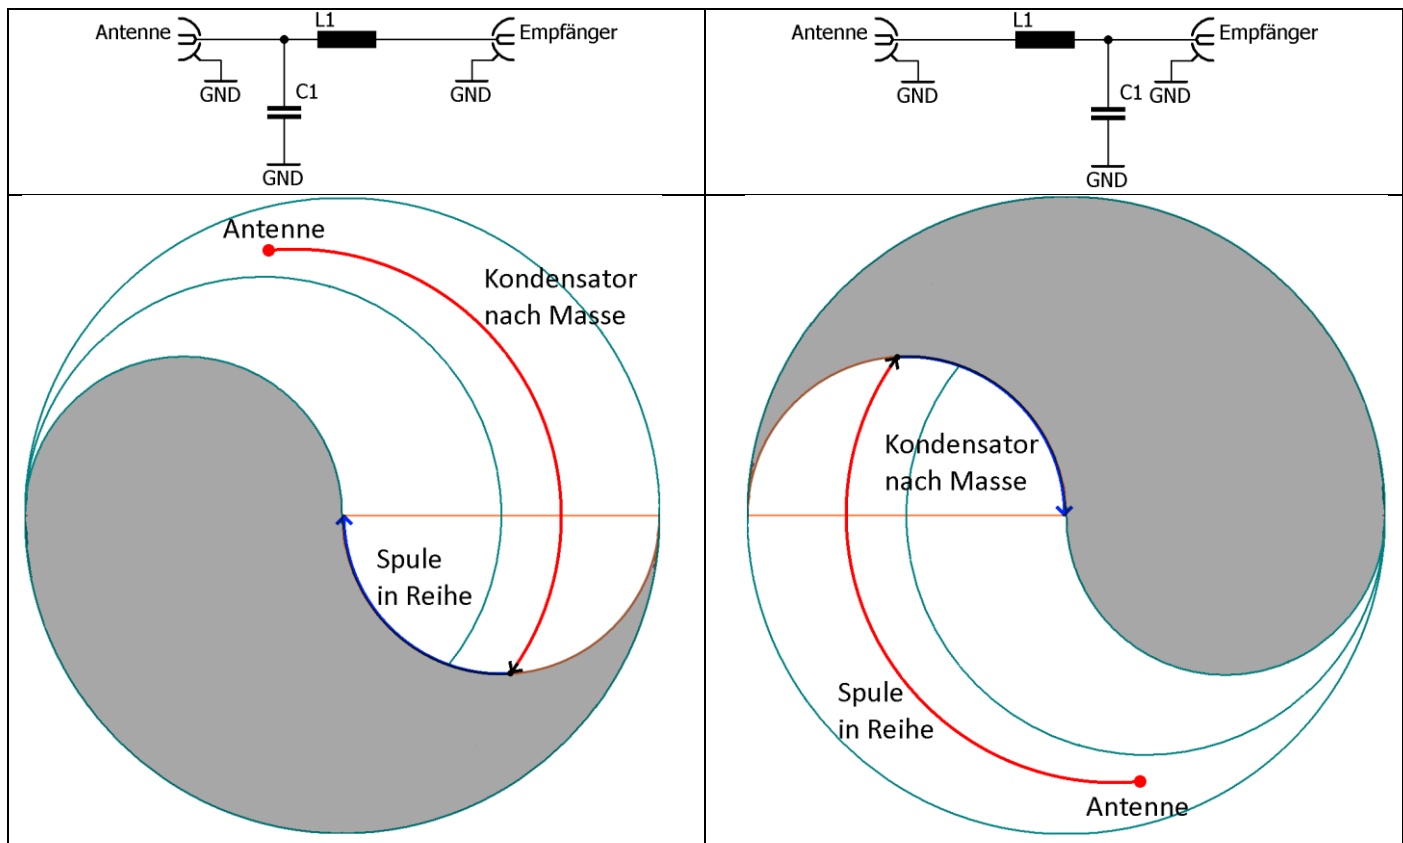 Antenne
L1
Empfänger
GND
C1
GND
GND
Antenne
L1
Empfänger
GND
C1
GND
GND
Antenne
Kondensator
nach Masse
Spule
in Reihe
Kondensator
nach Masse
Spule
in Reihe
Antenne